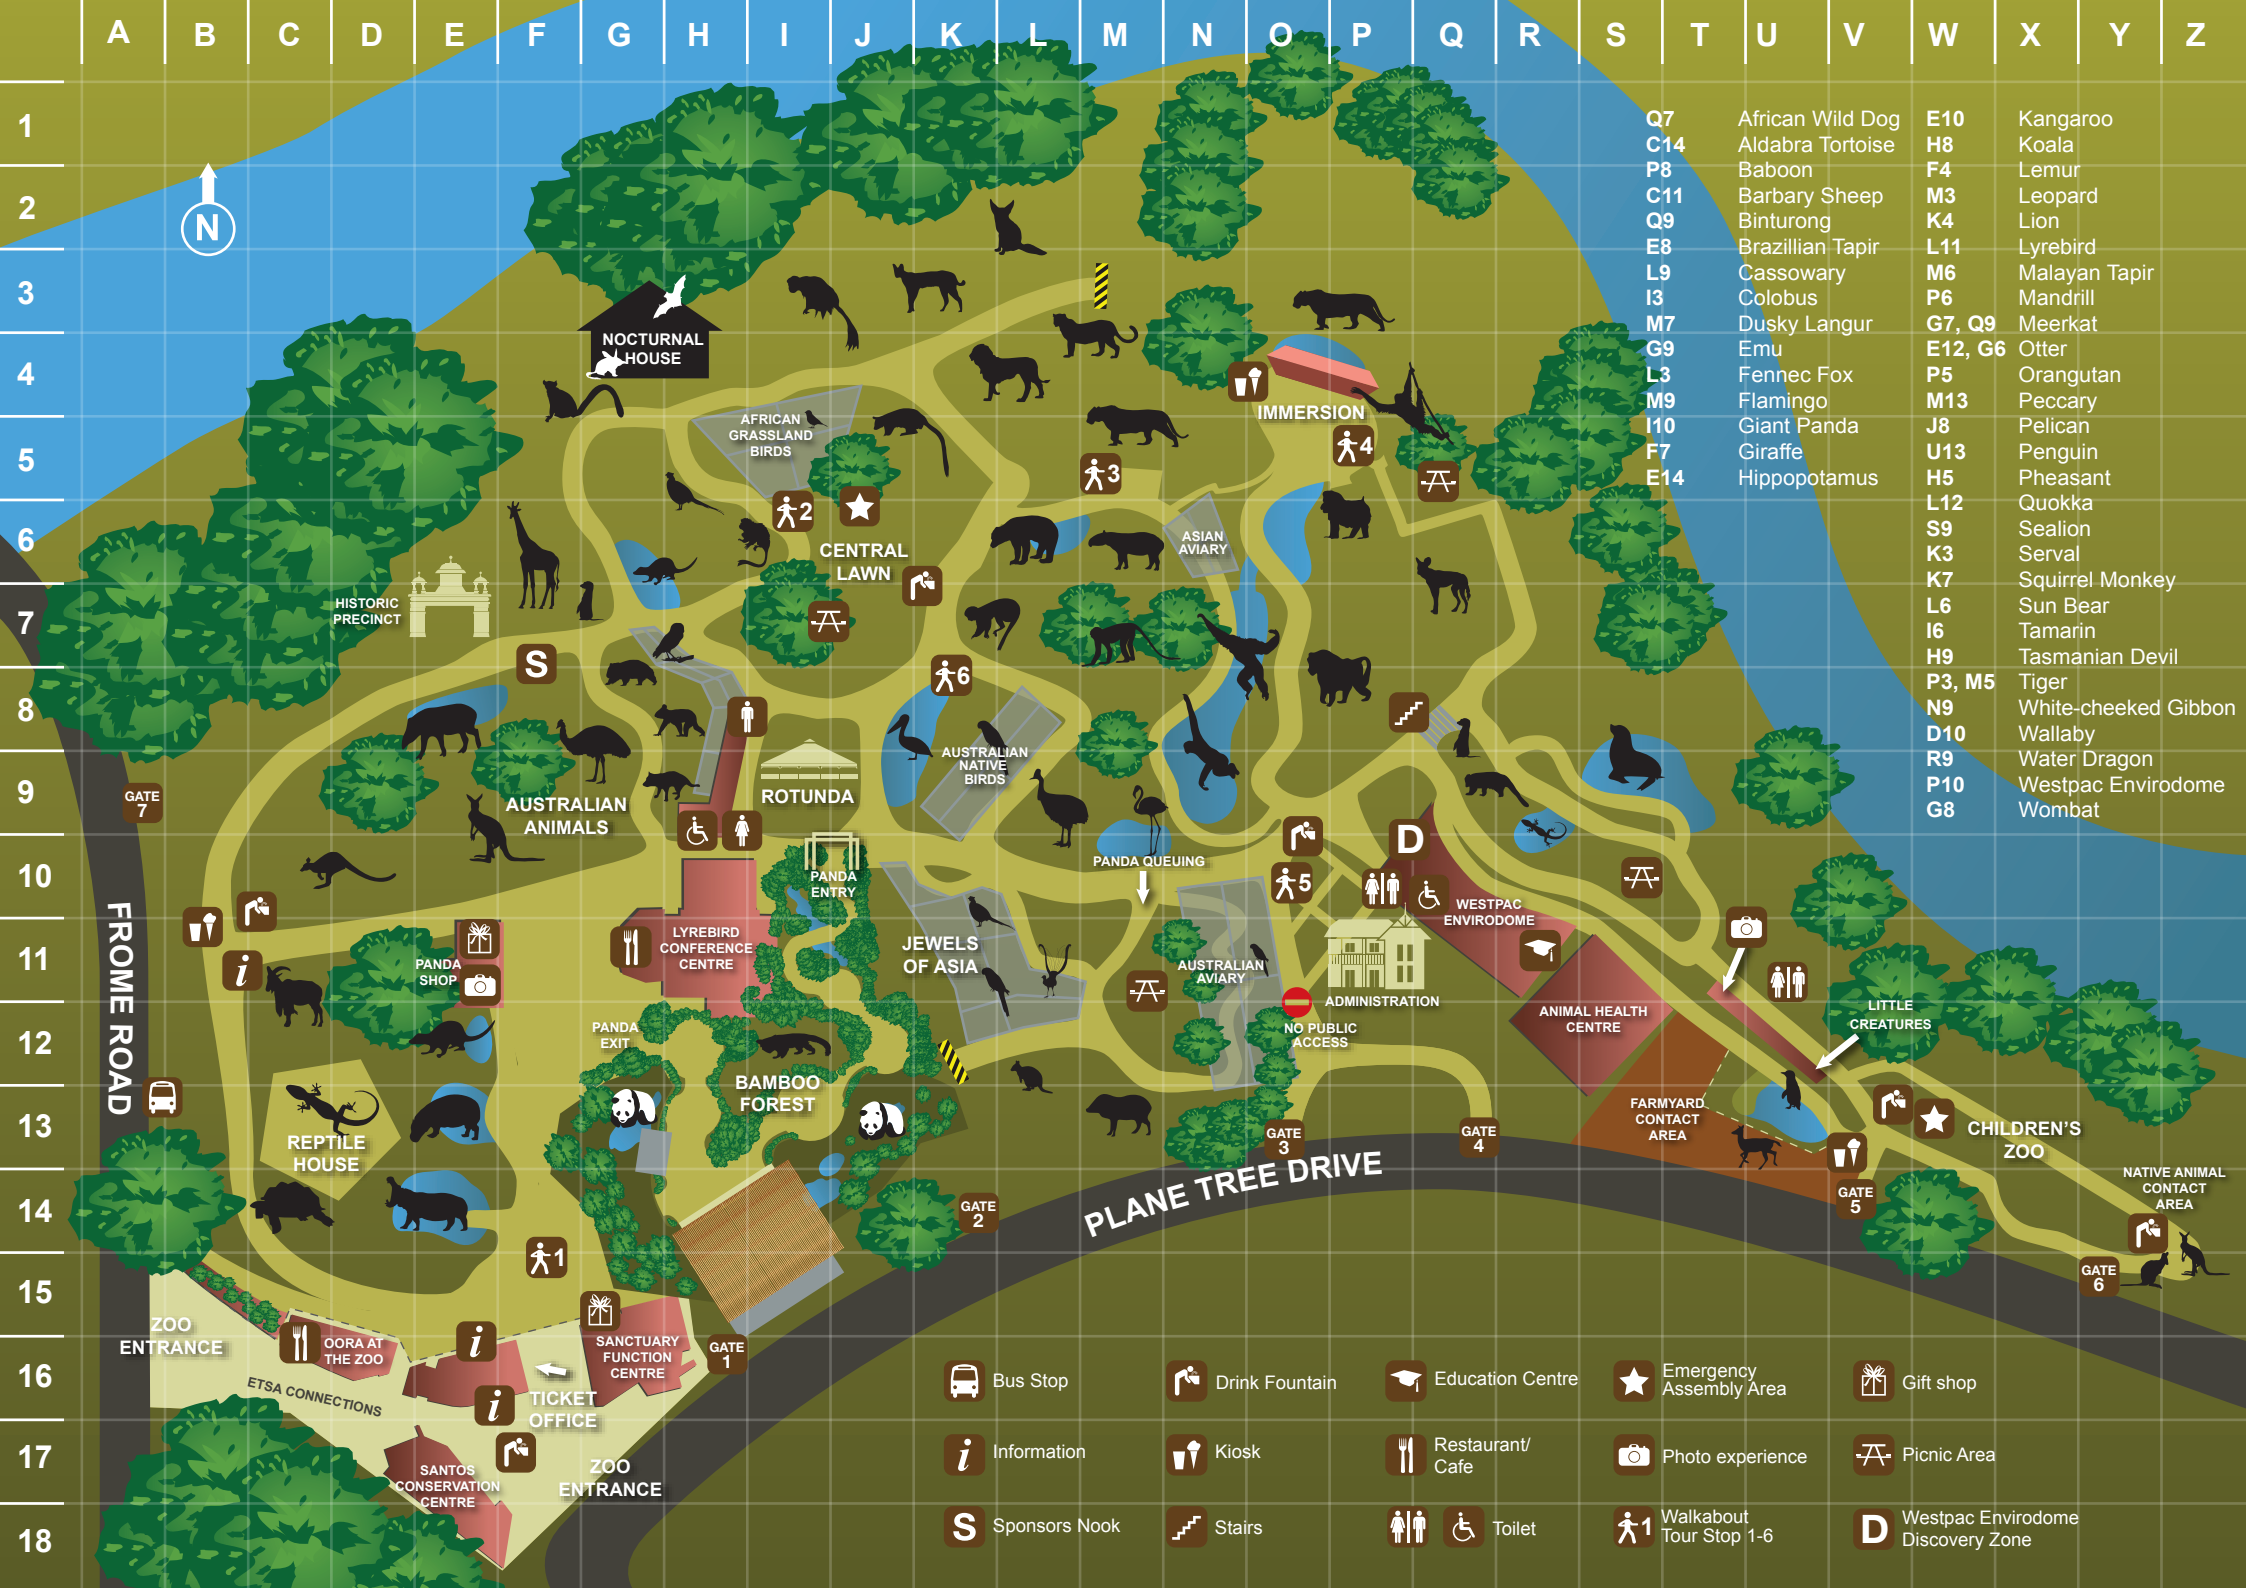 A B C D E F G H I J K L M N O P Q R S T U V W X Y Z
1
2
3
4
5
6
7
8
9
10
11
12
13
14
15
16
17
18
N
Q7 African Wild Dog
C14 Aldabra Tortoise
P8 Baboon
C11 Barbary Sheep
Q9 Binturong
E8 Brazillian Tapir
L9 Cassowary
I3 Colobus
M7 Dusky Langur
G9 Emu
L3 Fennec Fox
M9 Flamingo
I10 Giant Panda
F7 Giraffe
E14 Hippopotamus
E10 Kangaroo
H8 Koala
F4 Lemur
M3 Leopard
K4 Lion
L11 Lyrebird
M6 Malayan Tapir
P6 Mandrill
G7, Q9 Meerkat
E12, G6 Otter
P5 Orangutan
M13 Peccary
J8 Pelican
U13 Penguin
H5 Pheasant
L12 Quokka
S9 Sealion
K3 Serval
K7 Squirrel Monkey
L6 Sun Bear
I6 Tamarin
H9 Tasmanian Devil
P3, M5 Tiger
N9 White-cheeked Gibbon
D10 Wallaby
R9 Water Dragon
P10 Westpac Envirodome
G8 Wombat
NOCTURNAL
HOUSE
AFRICAN
GRASSLAND
BIRDS
IMMERSION
4
3
2
CENTRAL
LAWN
ASIAN
AVIARY
HISTORIC
PRECINCT
S
6
AUSTRALIAN
NATIVE
BIRDS
ROTUNDA
AUSTRALIAN
ANIMALS
GATE
7
D
PANDA QUEUING
PANDA
ENTRY
5
WESTPAC
ENVIRODOME
FROME ROAD
i
PANDA
SHOP
LYREBIRD
CONFERENCE
CENTRE
JEWELS
OF ASIA
AUSTRALIAN
AVIARY
ADMINISTRATION
NO PUBLIC
ACCESS
ANIMAL HEALTH
CENTRE
LITTLE
CREATURES
PANDA
EXIT
BAMBOO
FOREST
REPTILE
HOUSE
FARMYARD
CONTACT
AREA
CHILDREN'S
ZOO
GATE
3
GATE
4
NATIVE ANIMAL
CONTACT
AREA
GATE
5
GATE
2
PLANE TREE DRIVE
1
GATE
6
ZOO
ENTRANCE
OORA AT
THE ZOO
i
SANCTUARY
FUNCTION
CENTRE
GATE
1
ETSA CONNECTIONS
i
TICKET
OFFICE
SANTOS
CONSERVATION
CENTRE
ZOO
ENTRANCE
Bus Stop
Drink Fountain
Education Centre
Emergency
Assembly Area
Gift shop
i Information
Kiosk
Restaurant/
Cafe
Photo experience
Picnic Area
S Sponsors Nook
Stairs
Toilet
1 Walkabout
Tour Stop 1-6
D Westpac Envirodome
Discovery Zone